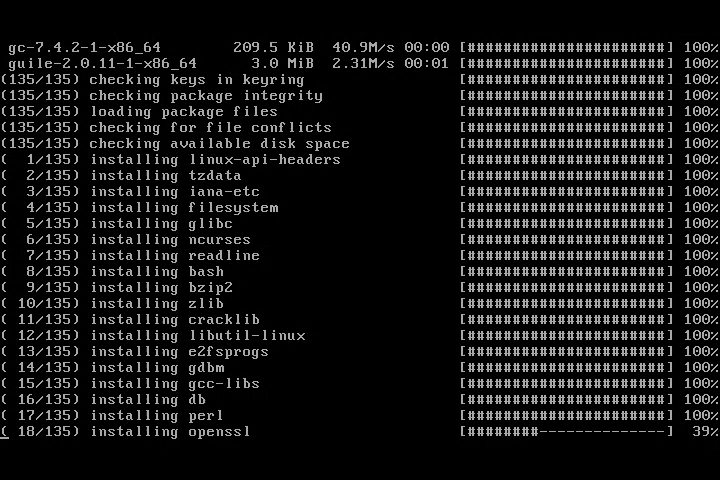 gc-7.4.2-1-x86_64 209.5 KiB 40.9M/s 00:00 [######################] 100%
guile-2.0.11-1-x86_64 3.0 MiB 2.31M/s 00:01 [######################] 100%
(135/135) checking keys in keyring [######################] 100%
(135/135) checking package integrity [######################] 100%
(135/135) loading package files [######################] 100%
(135/135) checking for file conflicts [######################] 100%
(135/135) checking available disk space [######################] 100%
( 1/135) installing linux-api-headers [######################] 100%
( 2/135) installing tzdata [######################] 100%
( 3/135) installing iana-etc [######################] 100%
( 4/135) installing filesystem [######################] 100%
( 5/135) installing glibc [######################] 100%
( 6/135) installing ncurses [######################] 100%
( 7/135) installing readline [######################] 100%
( 8/135) installing bash [######################] 100%
( 9/135) installing bzip2 [######################] 100%
( 10/135) installing zlib [######################] 100%
( 11/135) installing cracklib [######################] 100%
( 12/135) installing libutil-linux [######################] 100%
( 13/135) installing e2fsprogs [######################] 100%
( 14/135) installing gdbm [######################] 100%
( 15/135) installing gcc-libs [######################] 100%
( 16/135) installing db [######################] 100%
( 17/135) installing perl [######################] 100%
( 18/135) installing openssl [########--------------] 39%